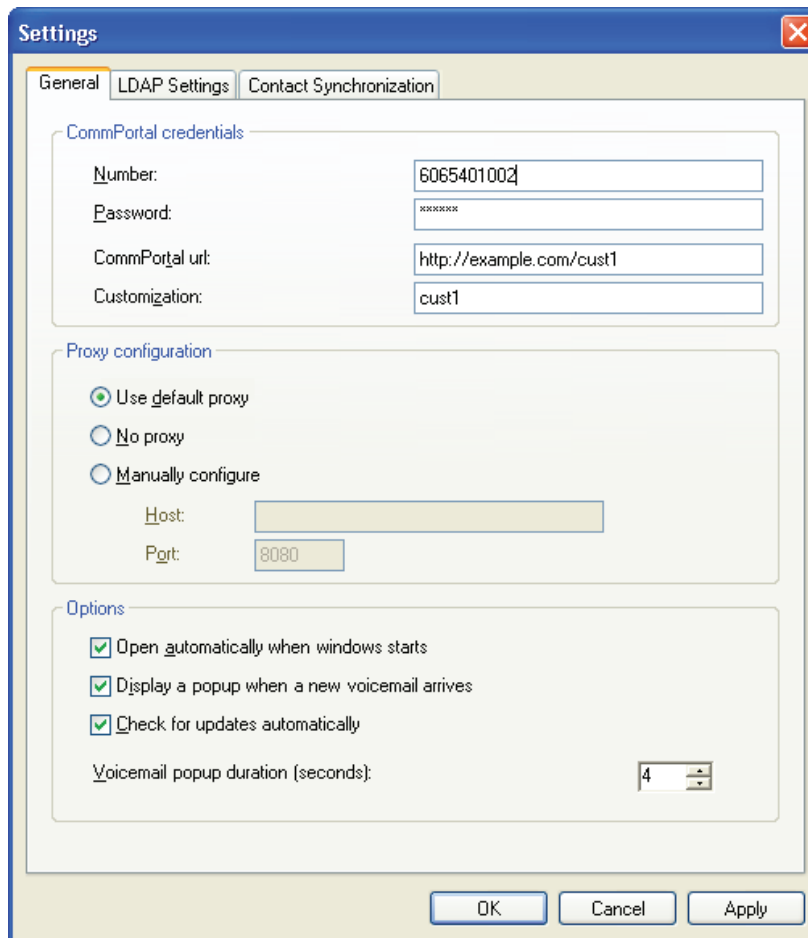 Settings
General LDAP Settings Contact Synchronization
CommPortal credentials
Number: 6065401002
Password: ******
CommPortal url: http://example.com/cust1
Customization: cust1
Proxy configuration
Use default proxy
No proxy
Manually configure
Host:
Port: 8080
Options
Open automatically when windows starts
Display a popup when a new voicemail arrives
Check for updates automatically
Voicemail popup duration (seconds): 4
OK Cancel Apply